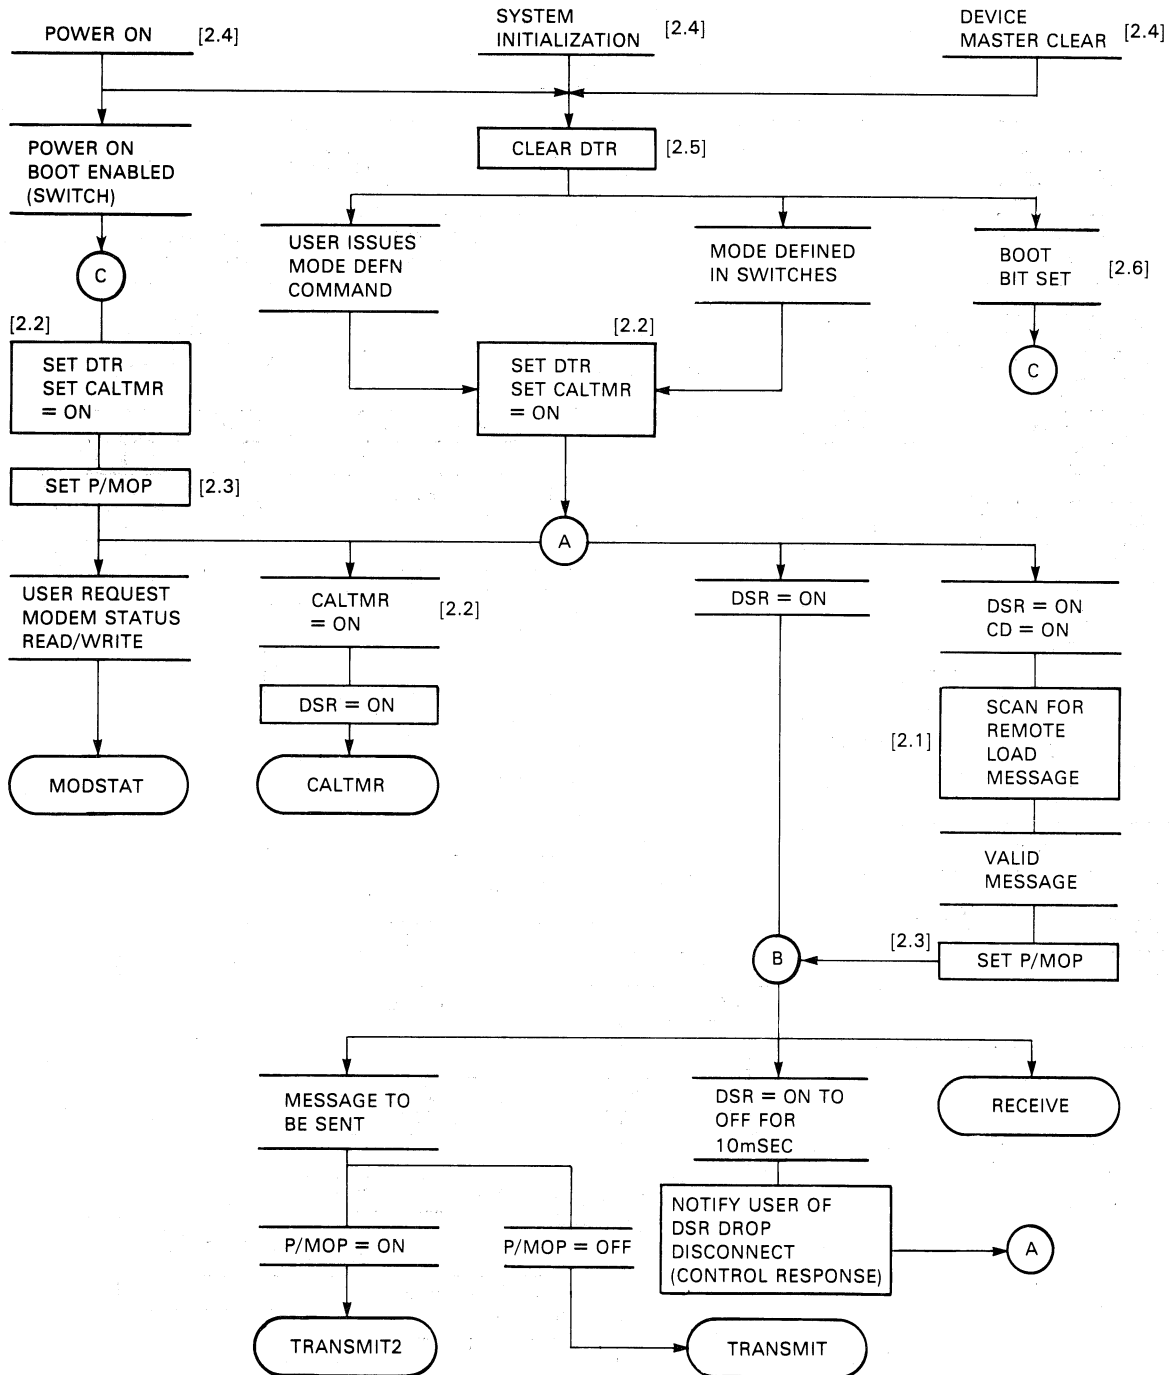 POWER ON
[2.4]
SYSTEM
INITIALIZATION
[2.4]
DEVICE
MASTER CLEAR
[2.4]
POWER ON
BOOT ENABLED
(SWITCH)
CLEAR DTR
[2.5]
C
USER ISSUES
MODE DEFN
COMMAND
MODE DEFINED
IN SWITCHES
BOOT
BIT SET
[2.6]
[2.2]
SET DTR
SET CALTMR
= ON
[2.2]
SET DTR
SET CALTMR
= ON
C
SET P/MOP
[2.3]
A
USER REQUEST
MODEM STATUS
READ/WRITE
CALTMR
= ON
[2.2]
DSR = ON
DSR = ON
CD = ON
DSR = ON
[2.1]
SCAN FOR
REMOTE
LOAD
MESSAGE
MODSTAT
CALTMR
VALID
MESSAGE
B
[2.3]
SET P/MOP
MESSAGE TO
BE SENT
DSR = ON TO
OFF FOR
10mSEC
RECEIVE
P/MOP = ON
P/MOP = OFF
NOTIFY USER OF
DSR DROP
DISCONNECT
(CONTROL RESPONSE)
A
TRANSMIT2
TRANSMIT